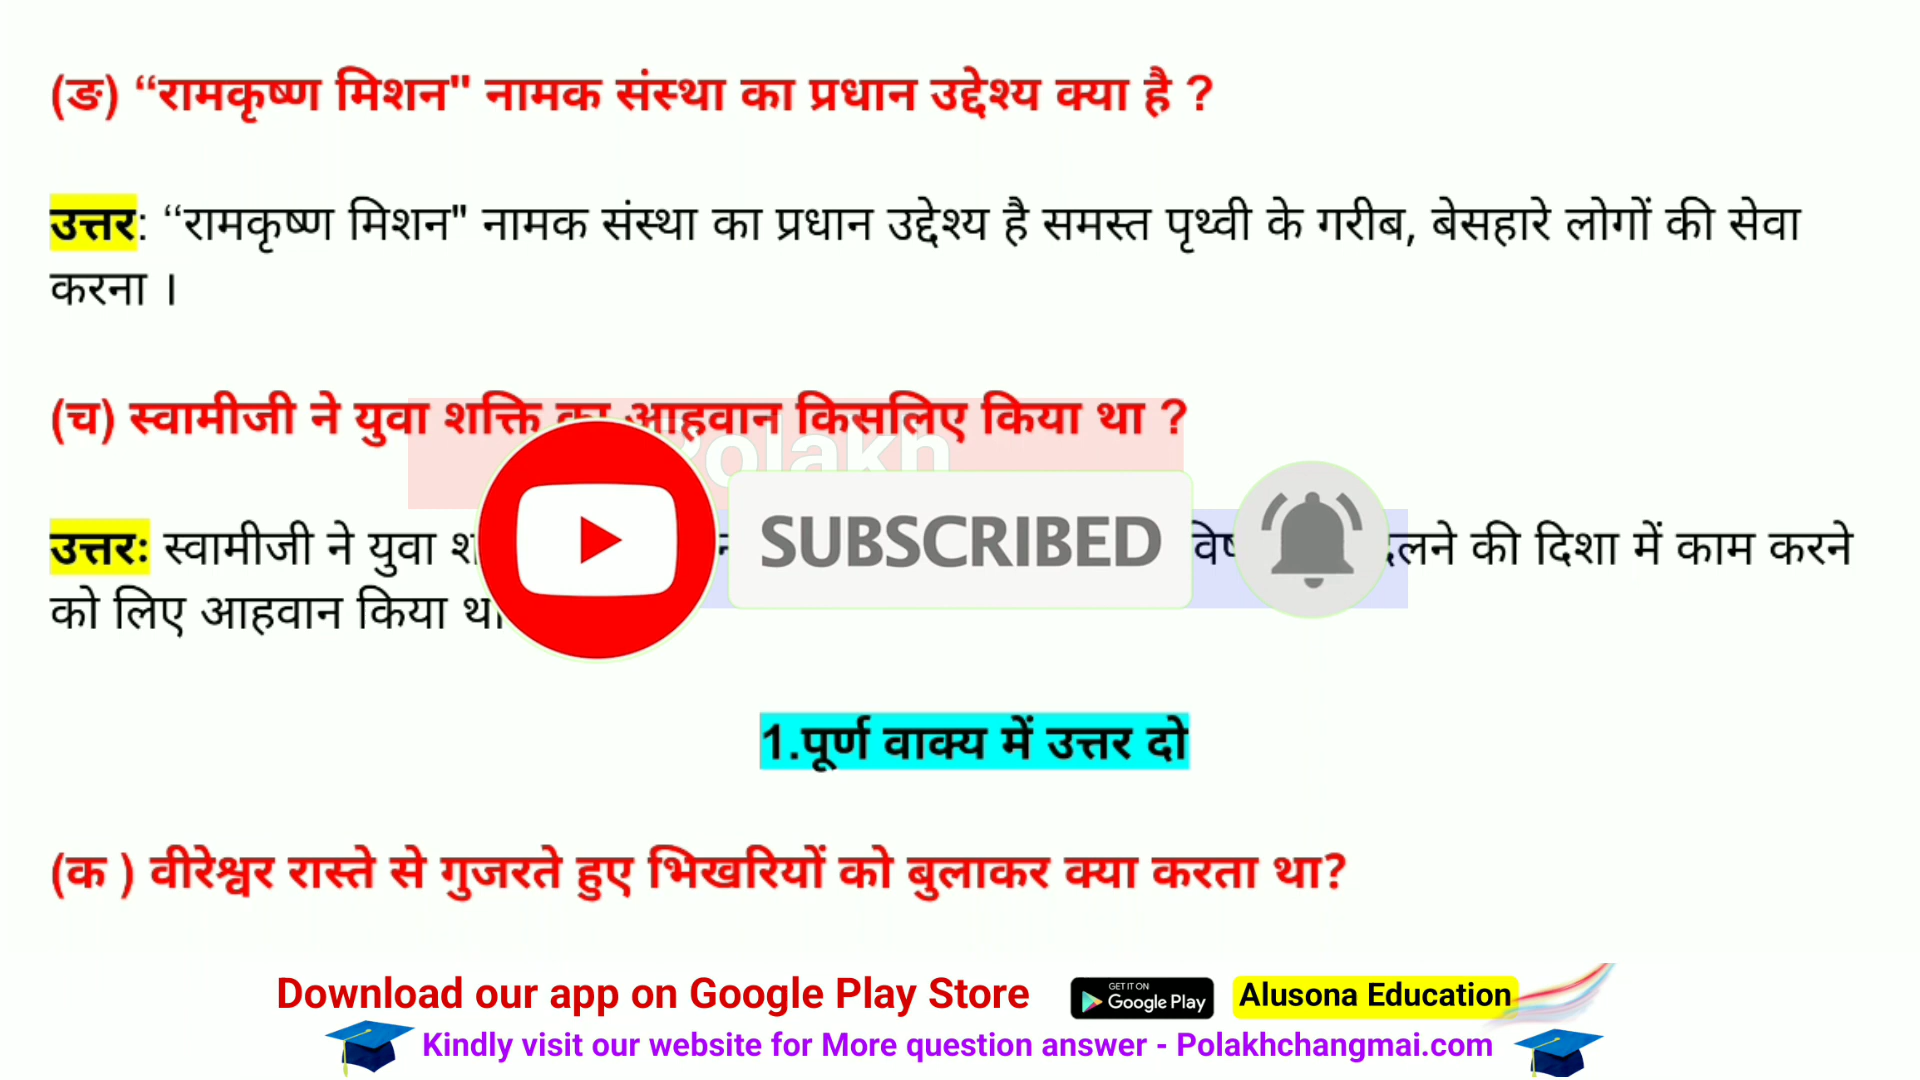 (ङ) “रामकृष्ण मिशन" नामक संस्था का प्रधान उद्देश्य क्या है ?
उत्तर: “रामकृष्ण मिशन" नामक संस्था का प्रधान उद्देश्य है समस्त पृथ्वी के गरीब, बेसहारे लोगों की सेवा
करना ।
(च) स्वामीजी ने युवा शक्ति का आहवान किसलिए किया था ?
Polakh
उत्तरः स्वामीजी ने युवा
SUBSCRIBED
की दिशा में काम करने
को लिए आहवान किया था
1.पूर्ण वाक्य में उत्तर दो
(क ) वीरेश्वर रास्ते से गुजरते हुए भिखरियों को बुलाकर क्या करता था?
Download our app on Google Play Store GET IT ON Google Play Alusona Education
Kindly visit our website for More question answer - Polakhchangmai.com